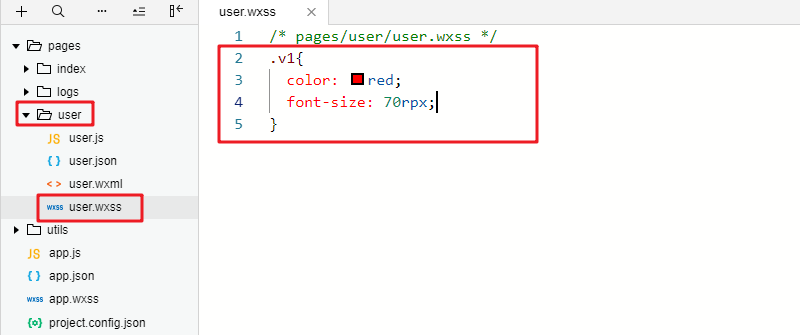 pages
index
logs
user
JS user.js
{ } user.json
< > user.wxml
WXSS user.wxss
utils
JS app.js
{ } app.json
WXSS app.wxss
{o} project.config.json
user.wxss ×
1 /* pages/user/user.wxss */
2 .v1{
3 color: red;
4 font-size: 70rpx;
5 }